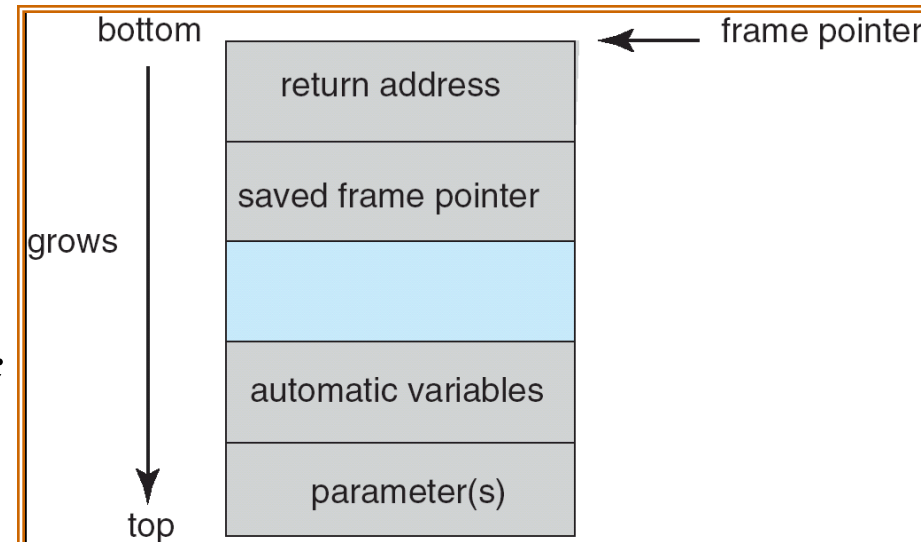 bottom
frame pointer
return address
saved frame pointer
grows
automatic variables
parameter(s)
top